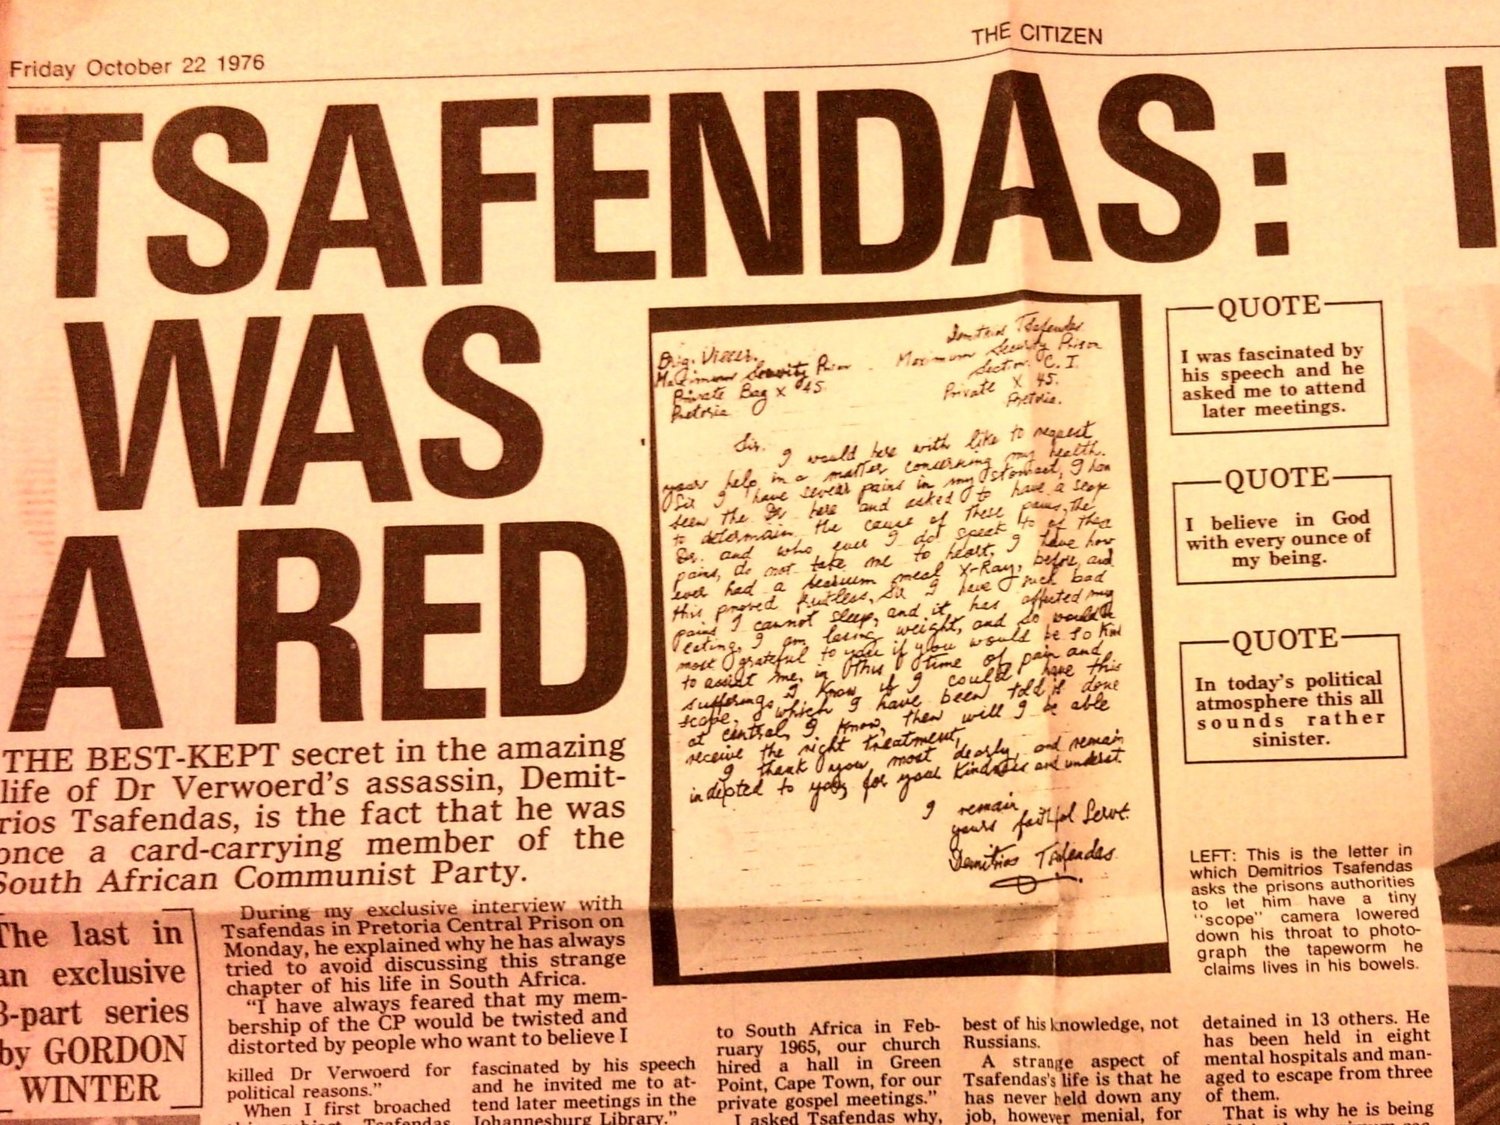 Friday October 22 1976
THE CITIZEN
TSAFENDAS: I
WAS
A RED
THE BEST-KEPT secret in the amazing
life of Dr Verwoerd's assassin, Demit-
rios Tsafendas, is the fact that he was
once a card-carrying member of the
South African Communist Party.
The last in
an exclusive
3-part series
by GORDON
WINTER
During my exclusive interview with
Tsafendas in Pretoria Central Prison on
Monday, he explained why he has always
tried to avoid discussing this strange
chapter of his life in South Africa.
"I have always feared that my mem-
bership of the CP would be twisted and
distorted by people who want to believe I
killed Dr Verwoerd for
political reasons."
When I first broached
this subject Tsafendas
fascinated by his speech
and he invited me to at-
tend later meetings in the
Johannesburg Library."
to South Africa in Feb-
ruary 1965, our church
hired a hall in Green
Point, Cape Town, for our
private gospel meetings."
I asked Tsafendas why,
best of his knowledge, not
Russians.
A strange aspect of
Tsafendas's life is that he
has never held down any
job, however menial, for
detained in 13 others. He
has been held in eight
mental hospitals and man-
aged to escape from three
of them.
That is why he is being
Demitrios Tsafendas
Maximum Security Prison
Section C. I.
Private X 45.
Pretoria.
Brig. Viseer.
Maximum Security Prison
Private Bag X 45
Pretoria
Sir. I would here with like to request
your help in a matter concerning my health.
Sir I have sever pains in my stomact, I han
seen the Dr here and asked to have a scope
to determain, the cause of these pains, the
Dr. and who ever I do speek to of this
pains, do not take me to heart, I have how
ever had a bearium meal X-Ray, before, and
this proved fruitless, Sir I have such bad
pains I cannot sleep, and it has affected my
eating, I am losing weight, and so would be
most grateful to you if you would be so kind
to assist me, in this time of pain and
sufferings I know if I could have this
scope, which I have been told is done
at central, I know, then will I be able
receive the right treatment,
I thank you most dearly, and remain
indepted to you, for your kindness and underst.
I remain
yours faithful Servt.
Demitrios Tsafendas.
QUOTE
I was fascinated by
his speech and he
asked me to attend
later meetings.
QUOTE
I believe in God
with every ounce of
my being.
QUOTE
In today's political
atmosphere this all
sounds rather
sinister.
LEFT: This is the letter in
which Demitrios Tsafendas
asks the prisons authorities
to let him have a tiny
"scope" camera lowered
down his throat to photo-
graph the tapeworm he
claims lives in his bowels.